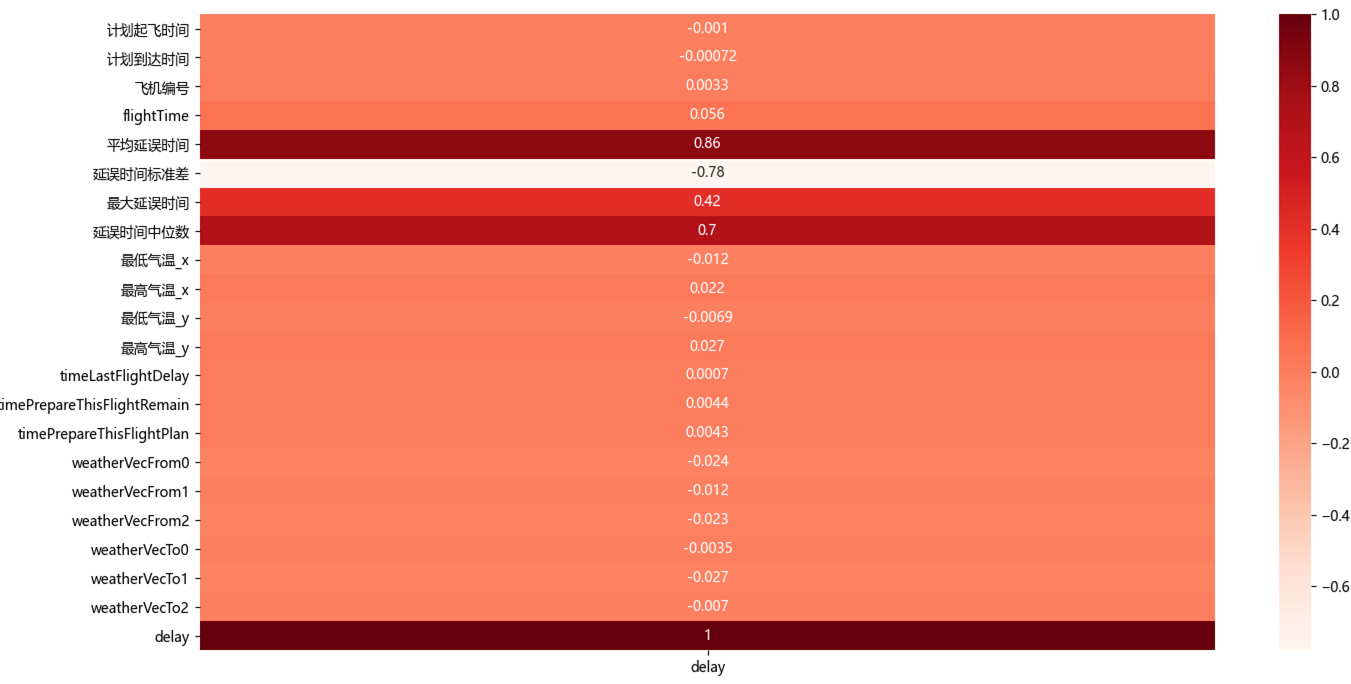 计划起飞时间 -0.001
计划到达时间 -0.00072
飞机编号 0.0033
flightTime 0.056
平均延误时间 0.86
延误时间标准差 -0.78
最大延误时间 0.42
延误时间中位数 0.7
最低气温_x -0.012
最高气温_x 0.022
最低气温_y -0.0069
最高气温_y 0.027
timeLastFlightDelay 0.0007
timePrepareThisFlightRemain 0.0044
timePrepareThisFlightPlan 0.0043
weatherVecFrom0 -0.024
weatherVecFrom1 -0.012
weatherVecFrom2 -0.023
weatherVecTo0 -0.0035
weatherVecTo1 -0.027
weatherVecTo2 -0.007
delay 1
delay
1.0
0.8
0.6
0.4
0.2
0.0
−0.2
−0.4
−0.6